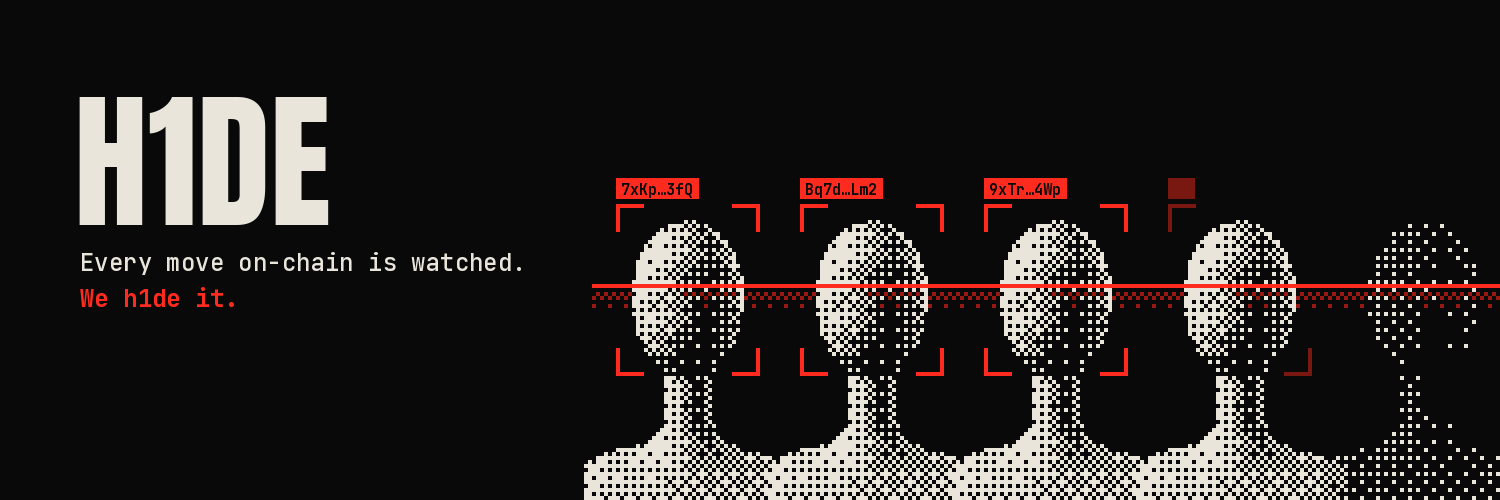 H1DE
Every move on-chain is watched.
We h1de it.
7xKp…3fQ
Bq7d…Lm2
9xTr…4Wp